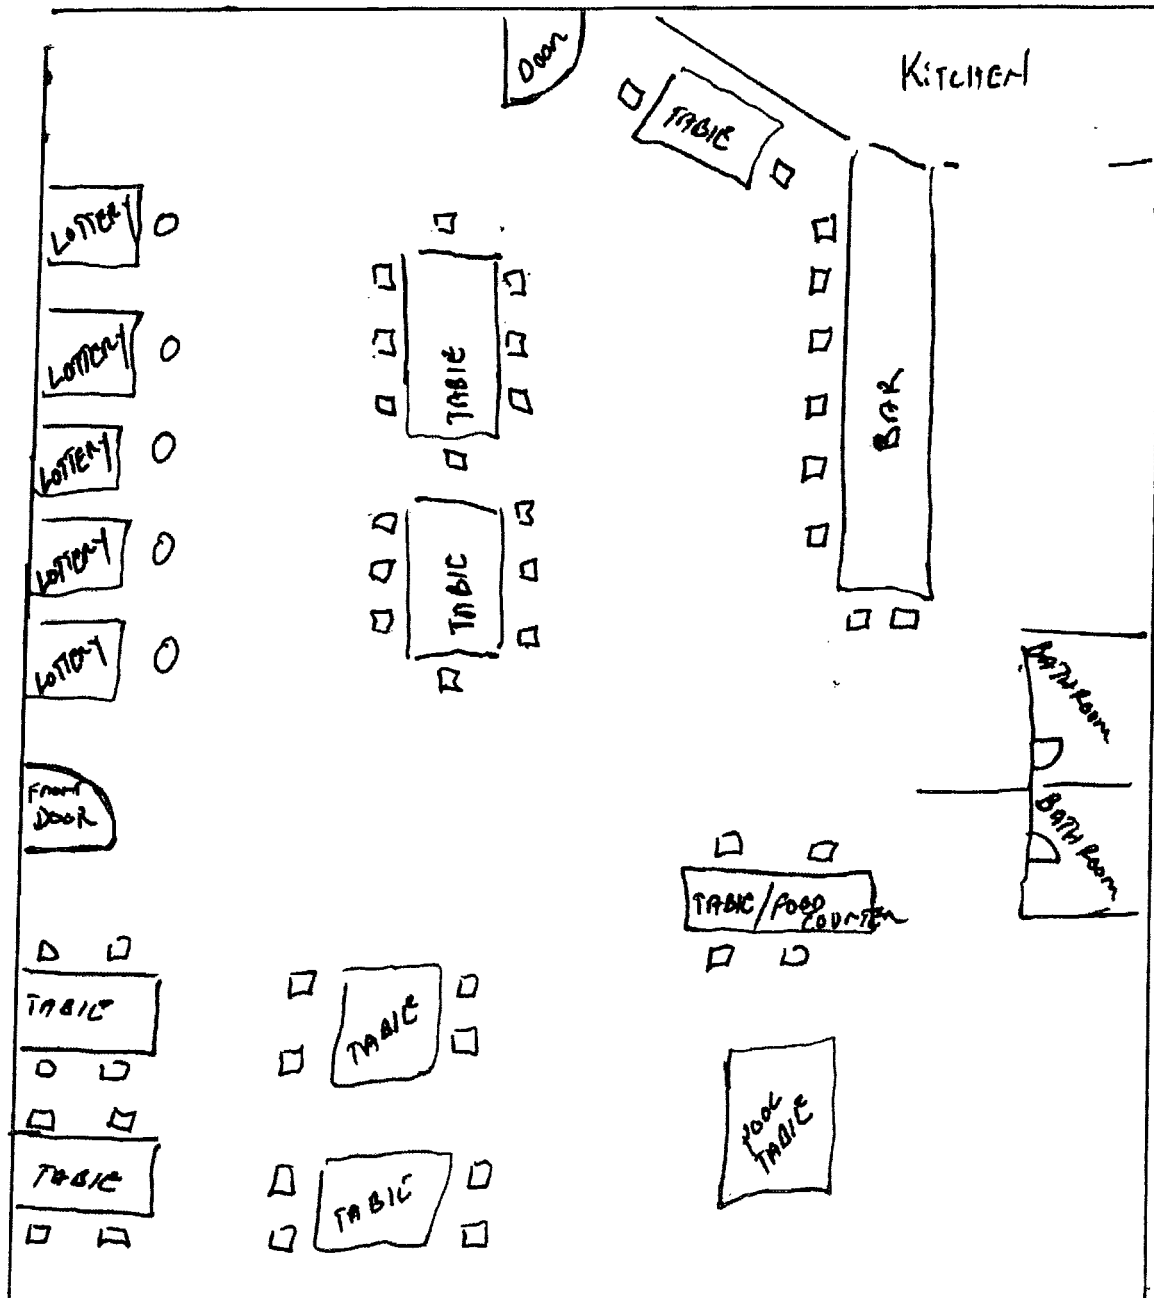 Door
KITCHEN
TABLE
LOTTERY
LOTTERY
TABLE
BAR
LOTTERY
LOTTERY
TABLE
LOTTERY
BATHROOM
FRONT
DOOR
BATHROOM
TABLE/FOOD
COUNTER
TABLE
TABLE
POOL
TABLE
TABLE
TABLE